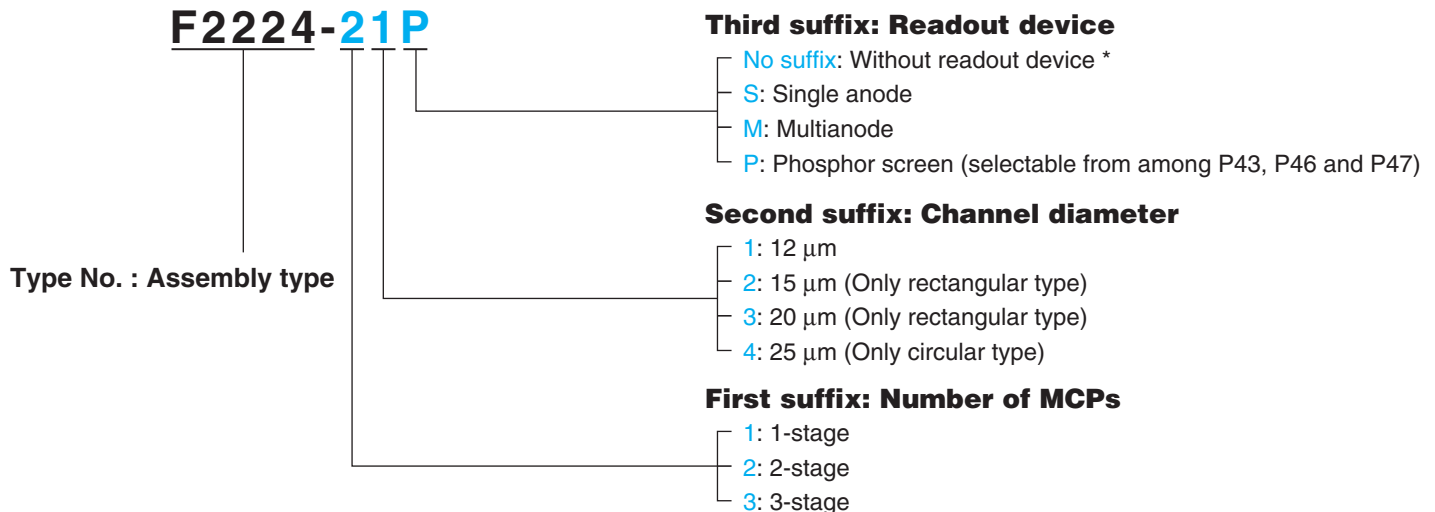 F2224-21P
Type No. : Assembly type
Third suffix: Readout device
No suffix: Without readout device *
S: Single anode
M: Multianode
P: Phosphor screen (selectable from among P43, P46 and P47)
Second suffix: Channel diameter
1: 12 μm
2: 15 μm (Only rectangular type)
3: 20 μm (Only rectangular type)
4: 25 μm (Only circular type)
First suffix: Number of MCPs
1: 1-stage
2: 2-stage
3: 3-stage